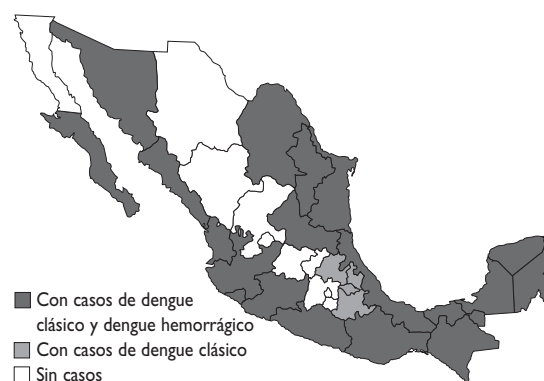 Con casos de dengue
clásico y dengue hemorrágico
Con casos de dengue clásico
Sin casos